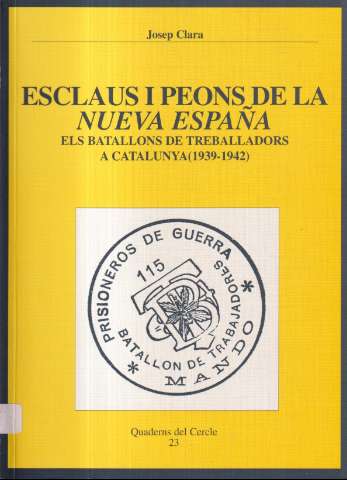 Josep Clara
ESCLAUS I PEONS DE LA
NUEVA ESPAÑA
ELS BATALLONS DE TREBALLADORS
A CATALUNYA (1939-1942)
PRISIONEROS DE GUERRA
115
BATALLON DE TRABAJADORES
* MANDO *
Quaderns del Cercle
23